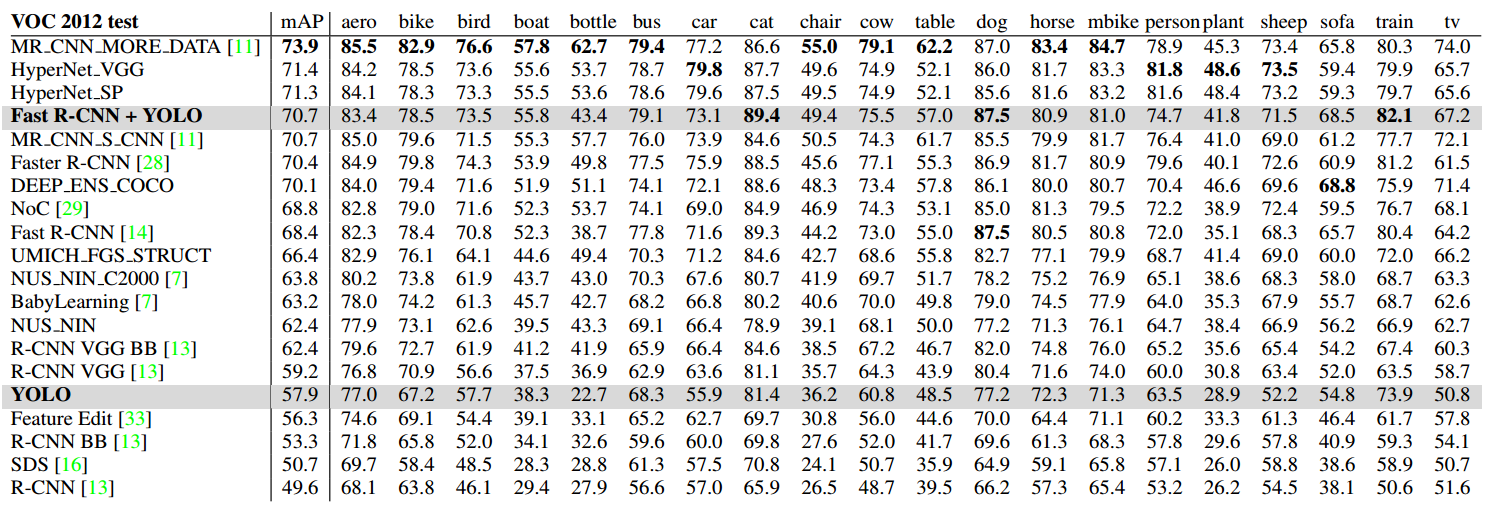 VOC 2012 test mAP aero bike bird boat bottle bus car cat chair cow table dog horse mbike person plant sheep sofa train tv
MR_CNN_MORE_DATA [11] 73.9 85.5 82.9 76.6 57.8 62.7 79.4 77.2 86.6 55.0 79.1 62.2 87.0 83.4 84.7 78.9 45.3 73.4 65.8 80.3 74.0
HyperNet_VGG 71.4 84.2 78.5 73.6 55.6 53.7 78.7 79.8 87.7 49.6 74.9 52.1 86.0 81.7 83.3 81.8 48.6 73.5 59.4 79.9 65.7
HyperNet_SP 71.3 84.1 78.3 73.3 55.5 53.6 78.6 79.6 87.5 49.5 74.9 52.1 85.6 81.6 83.2 81.6 48.4 73.2 59.3 79.7 65.6
Fast R-CNN + YOLO 70.7 83.4 78.5 73.5 55.8 43.4 79.1 73.1 89.4 49.4 75.5 57.0 87.5 80.9 81.0 74.7 41.8 71.5 68.5 82.1 67.2
MR_CNN_S_CNN [11] 70.7 85.0 79.6 71.5 55.3 57.7 76.0 73.9 84.6 50.5 74.3 61.7 85.5 79.9 81.7 76.4 41.0 69.0 61.2 77.7 72.1
Faster R-CNN [28] 70.4 84.9 79.8 74.3 53.9 49.8 77.5 75.9 88.5 45.6 77.1 55.3 86.9 81.7 80.9 79.6 40.1 72.6 60.9 81.2 61.5
DEEP_ENS_COCO 70.1 84.0 79.4 71.6 51.9 51.1 74.1 72.1 88.6 48.3 73.4 57.8 86.1 80.0 80.7 70.4 46.6 69.6 68.8 75.9 71.4
NoC [29] 68.8 82.8 79.0 71.6 52.3 53.7 74.1 69.0 84.9 46.9 74.3 53.1 85.0 81.3 79.5 72.2 38.9 72.4 59.5 76.7 68.1
Fast R-CNN [14] 68.4 82.3 78.4 70.8 52.3 38.7 77.8 71.6 89.3 44.2 73.0 55.0 87.5 80.5 80.8 72.0 35.1 68.3 65.7 80.4 64.2
UMICH_FGS_STRUCT 66.4 82.9 76.1 64.1 44.6 49.4 70.3 71.2 84.6 42.7 68.6 55.8 82.7 77.1 79.9 68.7 41.4 69.0 60.0 72.0 66.2
NUS_NIN_C2000 [7] 63.8 80.2 73.8 61.9 43.7 43.0 70.3 67.6 80.7 41.9 69.7 51.7 78.2 75.2 76.9 65.1 38.6 68.3 58.0 68.7 63.3
BabyLearning [7] 63.2 78.0 74.2 61.3 45.7 42.7 68.2 66.8 80.2 40.6 70.0 49.8 79.0 74.5 77.9 64.0 35.3 67.9 55.7 68.7 62.6
NUS_NIN 62.4 77.9 73.1 62.6 39.5 43.3 69.1 66.4 78.9 39.1 68.1 50.0 77.2 71.3 76.1 64.7 38.4 66.9 56.2 66.9 62.7
R-CNN VGG BB [13] 62.4 79.6 72.7 61.9 41.2 41.9 65.9 66.4 84.6 38.5 67.2 46.7 82.0 74.8 76.0 65.2 35.6 65.4 54.2 67.4 60.3
R-CNN VGG [13] 59.2 76.8 70.9 56.6 37.5 36.9 62.9 63.6 81.1 35.7 64.3 43.9 80.4 71.6 74.0 60.0 30.8 63.4 52.0 63.5 58.7
YOLO 57.9 77.0 67.2 57.7 38.3 22.7 68.3 55.9 81.4 36.2 60.8 48.5 77.2 72.3 71.3 63.5 28.9 52.2 54.8 73.9 50.8
Feature Edit [33] 56.3 74.6 69.1 54.4 39.1 33.1 65.2 62.7 69.7 30.8 56.0 44.6 70.0 64.4 71.1 60.2 33.3 61.3 46.4 61.7 57.8
R-CNN BB [13] 53.3 71.8 65.8 52.0 34.1 32.6 59.6 60.0 69.8 27.6 52.0 41.7 69.6 61.3 68.3 57.8 29.6 57.8 40.9 59.3 54.1
SDS [16] 50.7 69.7 58.4 48.5 28.3 28.8 61.3 57.5 70.8 24.1 50.7 35.9 64.9 59.1 65.8 57.1 26.0 58.8 38.6 58.9 50.7
R-CNN [13] 49.6 68.1 63.8 46.1 29.4 27.9 56.6 57.0 65.9 26.5 48.7 39.5 66.2 57.3 65.4 53.2 26.2 54.5 38.1 50.6 51.6